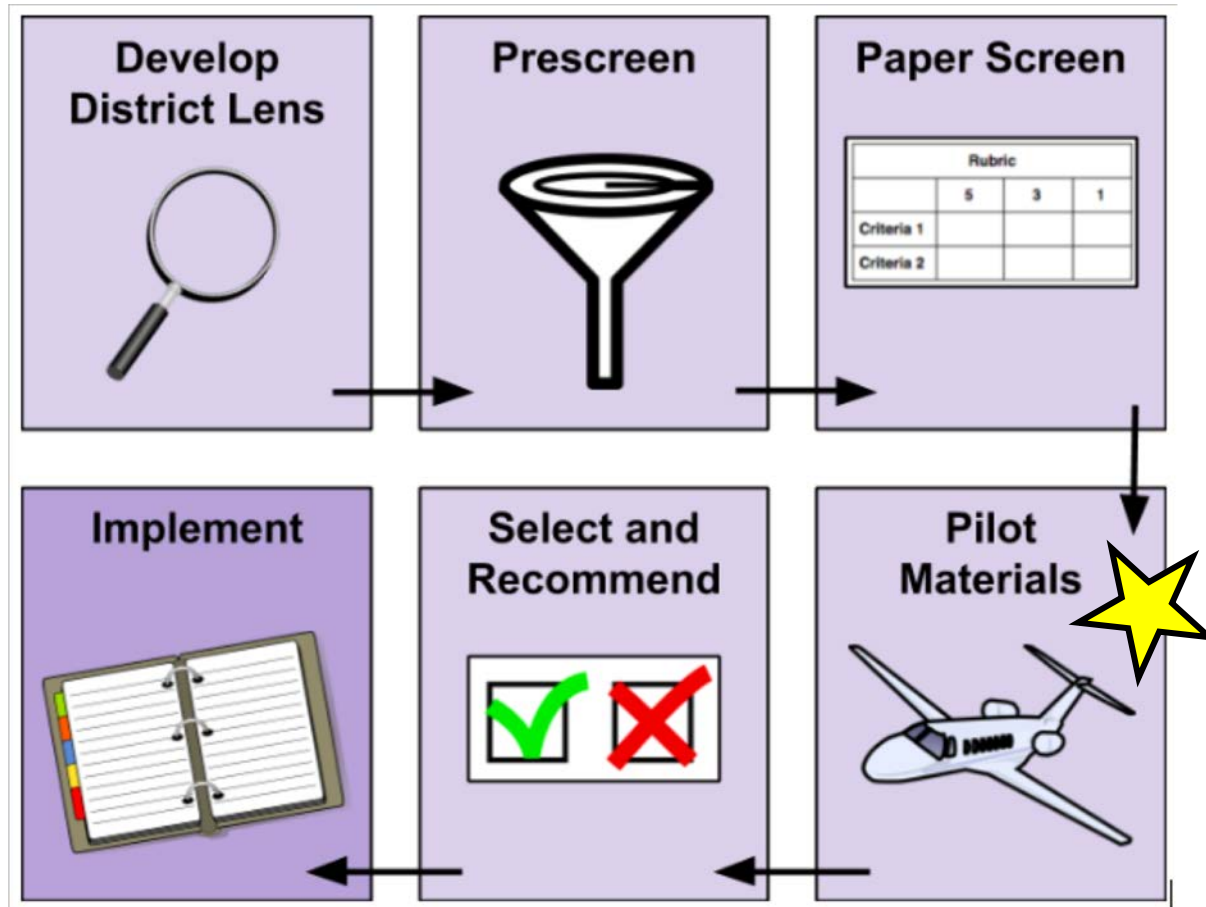 Develop
District Lens
Prescreen
Paper Screen
Rubric
5 3 1
Criteria 1
Criteria 2
Pilot
Materials
Select and
Recommend
Implement